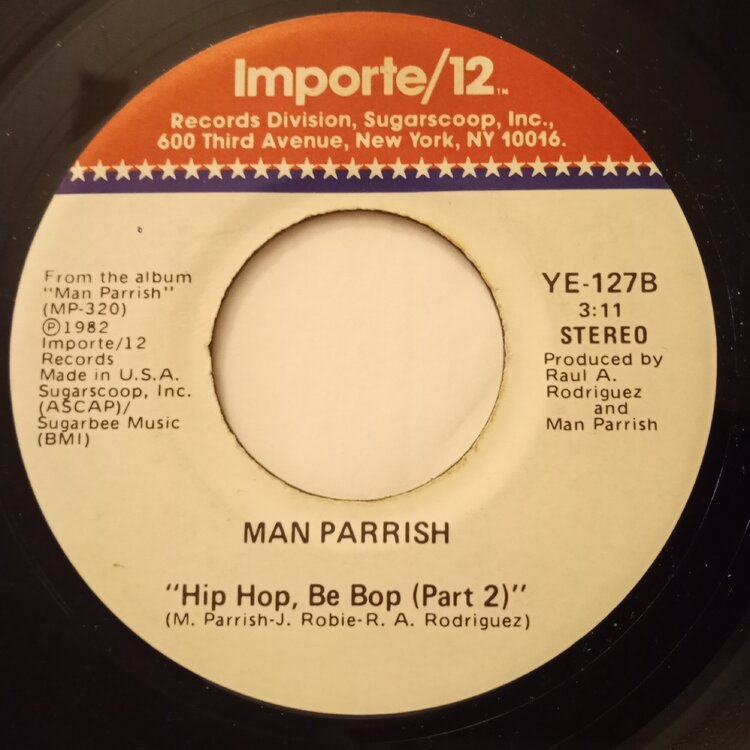 Importe/12™
Records Division, Sugarscoop, Inc.,
600 Third Avenue, New York, NY 10016.
From the album
"Man Parrish"
(MP-320)
Ⓟ1982
Importe/12
Records
Made in U.S.A.
Sugarscoop, Inc.
(ASCAP)/
Sugarbee Music
(BMI)
YE-127B
3:11
STEREO
Produced by
Raul A.
Rodriguez
and
Man Parrish
MAN PARRISH
"Hip Hop, Be Bop (Part 2)"
(M. Parrish-J. Robie-R. A. Rodriguez)